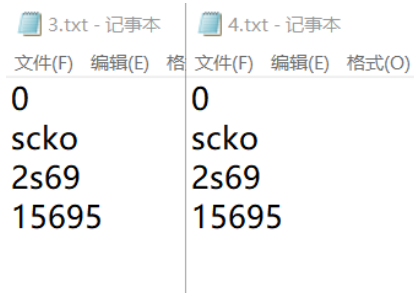 3.txt - 记事本
文件(F) 编辑(E) 格
0
scko
2s69
15695
4.txt - 记事本
文件(F) 编辑(E) 格式(O)
0
scko
2s69
15695